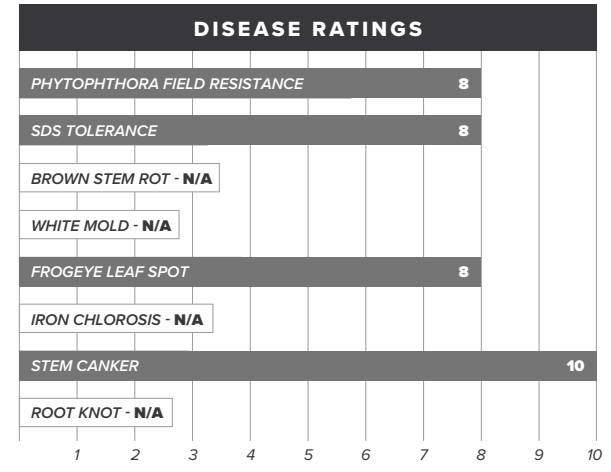 DISEASE RATINGS
PHYTOPHTHORA FIELD RESISTANCE 8
SDS TOLERANCE 8
BROWN STEM ROT - N/A
WHITE MOLD - N/A
FROGEYE LEAF SPOT 8
IRON CHLOROSIS - N/A
STEM CANKER 10
ROOT KNOT - N/A
1 2 3 4 5 6 7 8 9 10